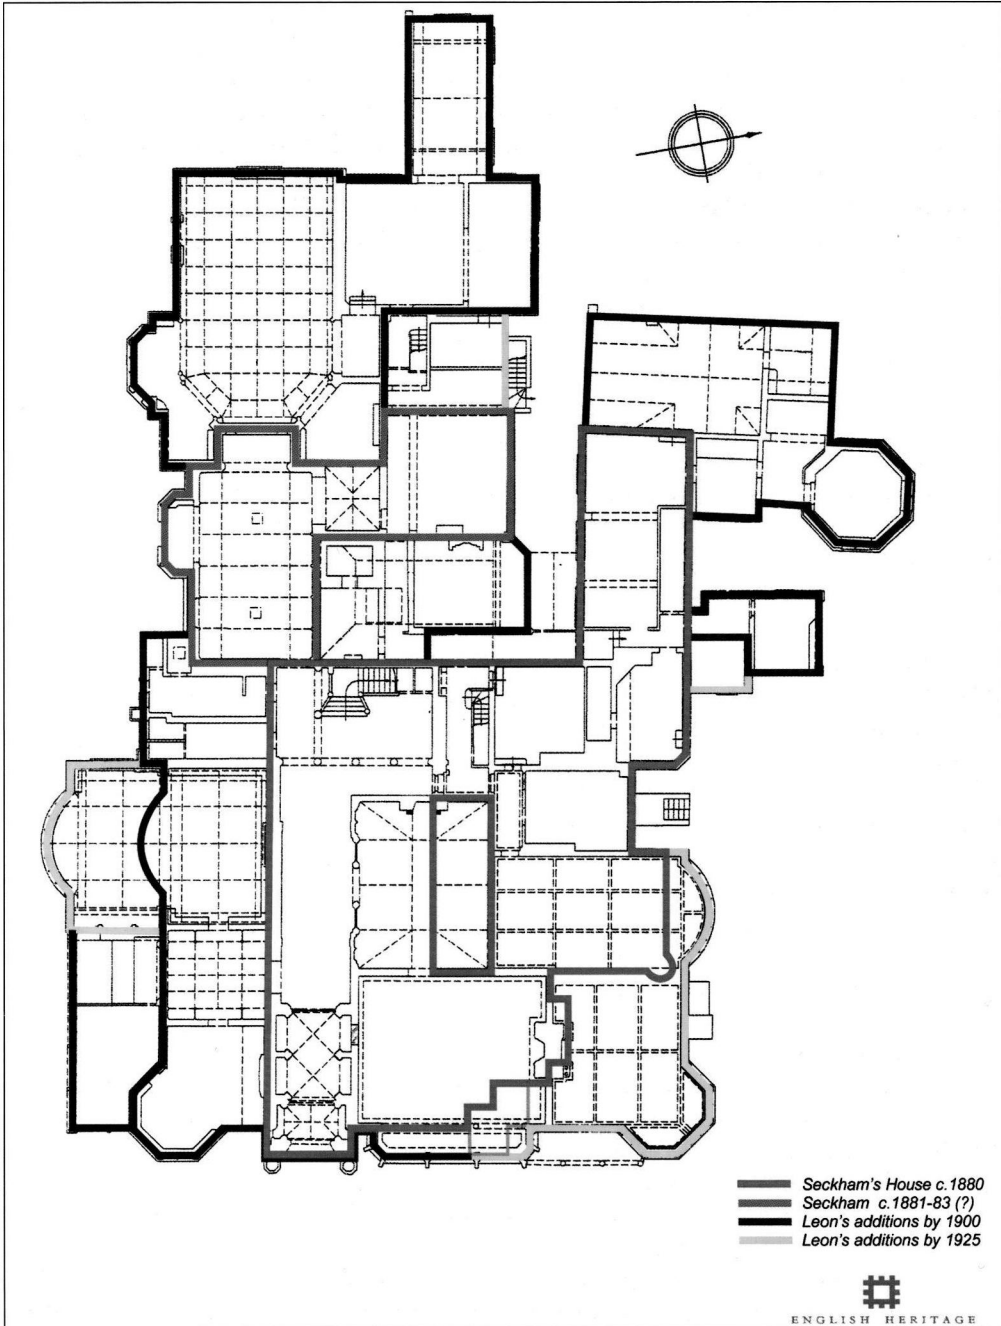 Seckham's House c.1880
Seckham c.1881-83 (?)
Leon's additions by 1900
Leon's additions by 1925
ENGLISH HERITAGE